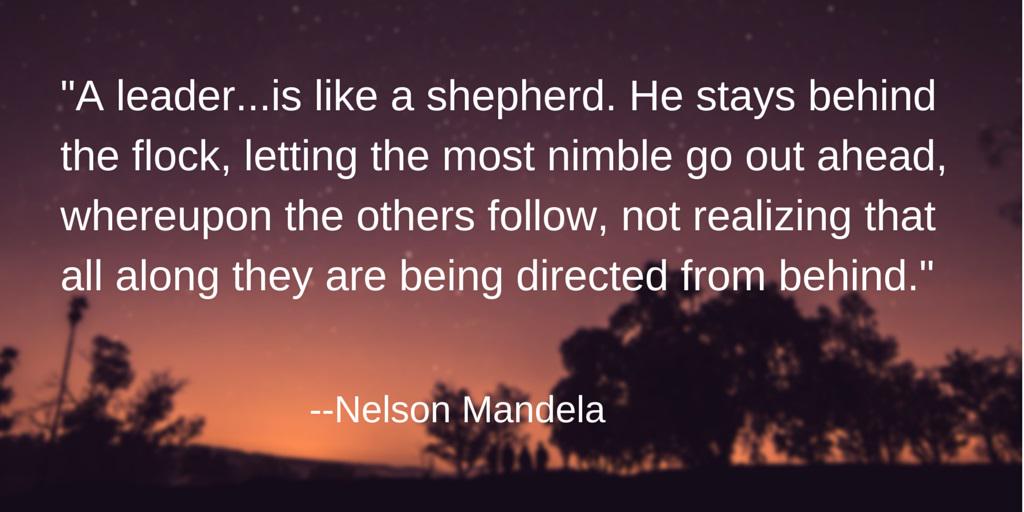 "A leader...is like a shepherd. He stays behind
the flock, letting the most nimble go out ahead,
whereupon the others follow, not realizing that
all along they are being directed from behind."
--Nelson Mandela